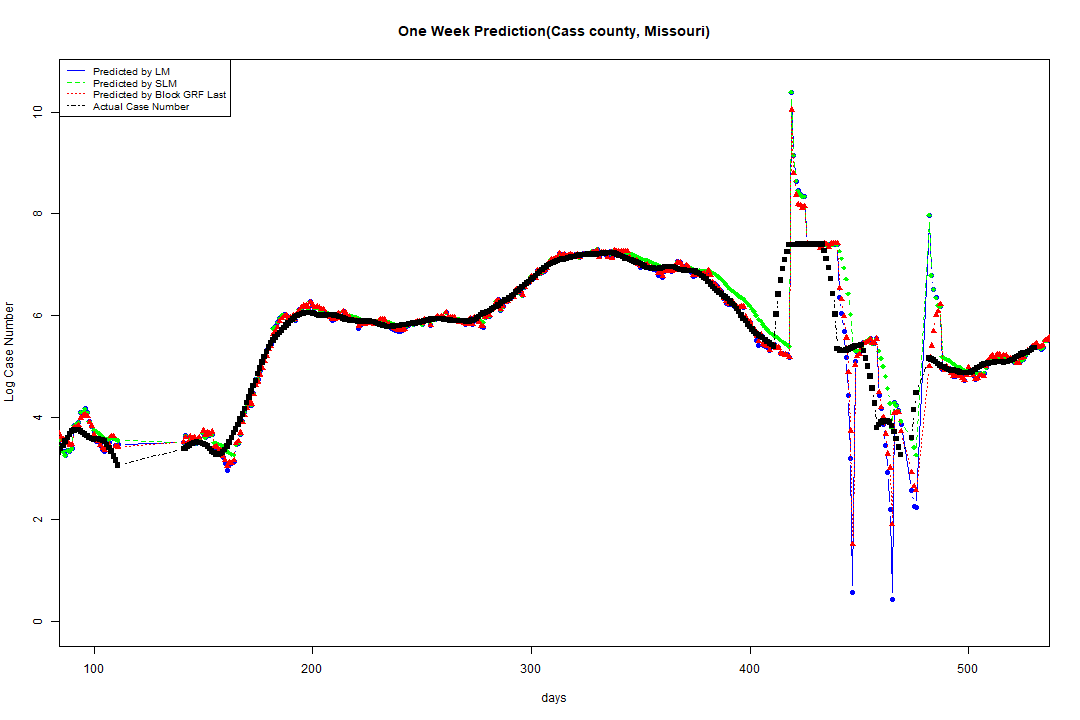 One Week Prediction(Cass county, Missouri)
Predicted by LM
Predicted by SLM
Predicted by Block GRF Last
Actual Case Number
Log Case Number
10
8
6
4
2
0
100 200 300 400 500
days